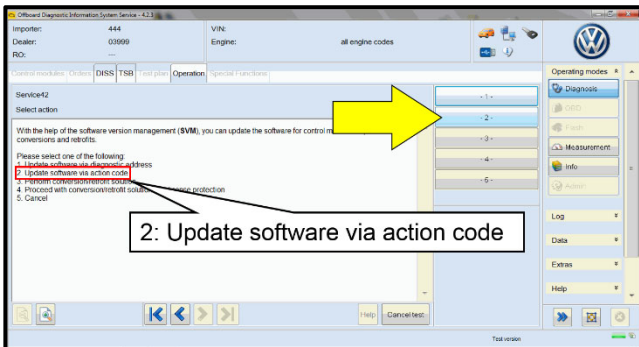 Offboard Diagnostic Information System Service - 4.2.3
Importer: 444 VIN:
Dealer: 03999 Engine: all engine codes
RO: ---
Control modules Orders DISS TSB Test plan Operation Special Functions
Operating modes
Service42
Select action
With the help of the software version management (SVM), you can update the software for control
conversions and retrofits.
Please select one of the following:
1. Update software via diagnostic address
2. Update software via action code
3. Perform conversion/retrofit
4. Proceed with conversion/retrofit protection
5. Cancel
- 1 -
- 2 -
- 3 -
- 4 -
- 5 -
Diagnosis
OBD
Flash
Measurement
Info
Admin
Log
Data
Extras
Help
2: Update software via action code
Help
Cancel test
Test version